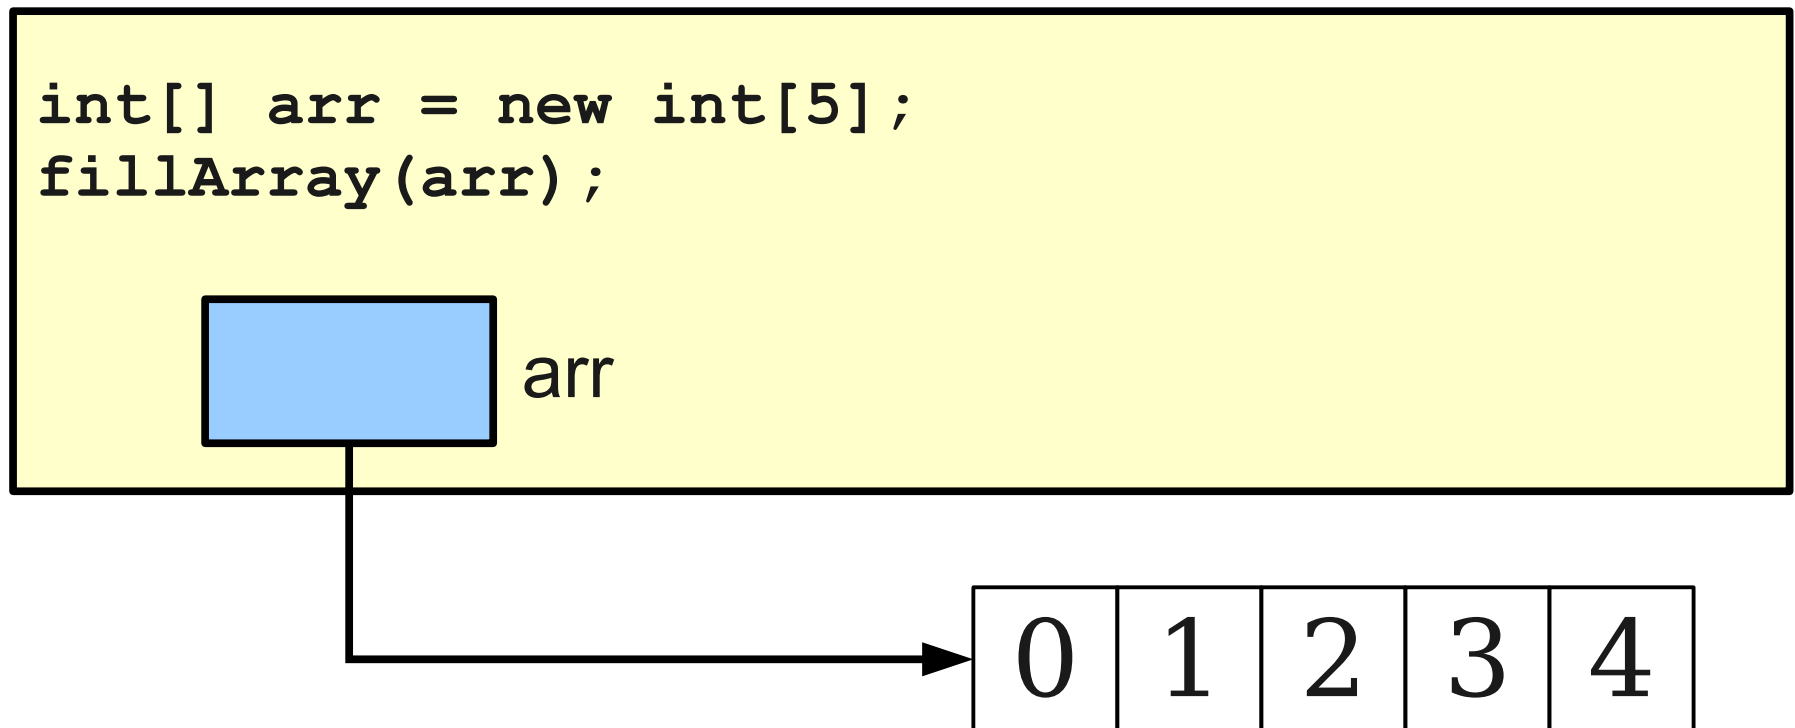 int[] arr = new int[5];
fillArray(arr);
arr
0 1 2 3 4